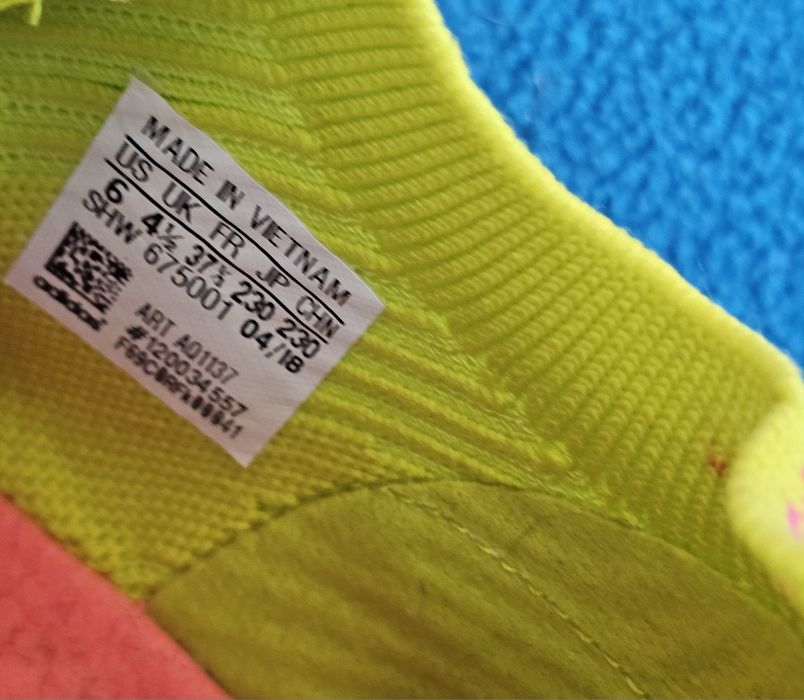 MADE IN VIETNAM
US UK FR JP CHN
6 4½ 37⅓ 230 230
SHW 675001 04/18
adidas
ART A01137
#120034557